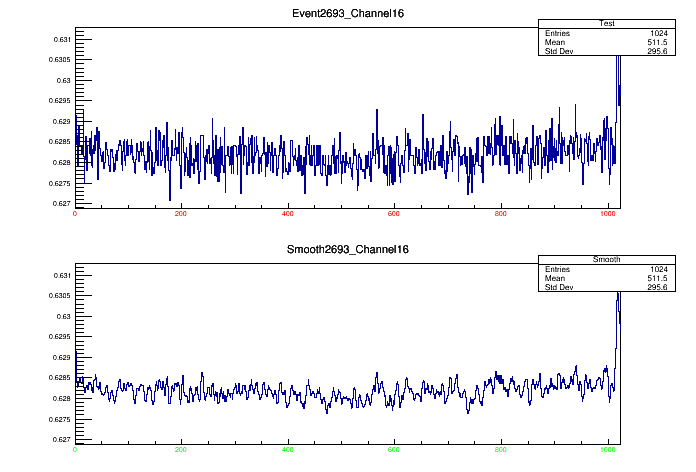 Event2693_Channel16
Test
Entries 1024
Mean 511.5
Std Dev 295.6
0.631
0.6305
0.63
0.6295
0.629
0.6285
0.628
0.6275
0.627
0 200 400 600 800 1000
Smooth2693_Channel16
Smooth
Entries 1024
Mean 511.5
Std Dev 295.6
0.631
0.6305
0.63
0.6295
0.629
0.6285
0.628
0.6275
0.627
0 200 400 600 800 1000